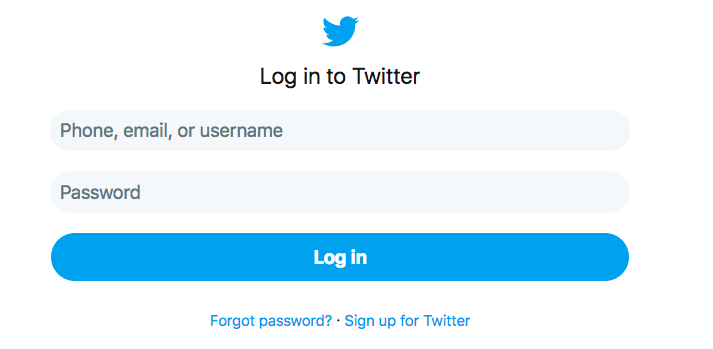 Log in to Twitter
Phone, email, or username
Password
Log in
Forgot password? · Sign up for Twitter